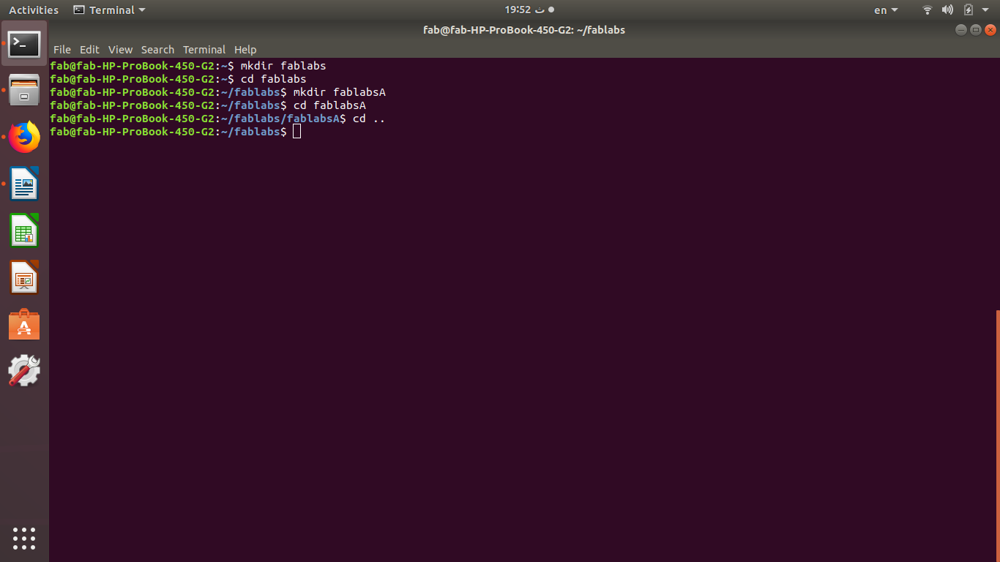 Activities Terminal 19:52 ث en
fab@fab-HP-ProBook-450-G2: ~/fablabs
File Edit View Search Terminal Help
fab@fab-HP-ProBook-450-G2:~$ mkdir fablabs
fab@fab-HP-ProBook-450-G2:~$ cd fablabs
fab@fab-HP-ProBook-450-G2:~/fablabs$ mkdir fablabsA
fab@fab-HP-ProBook-450-G2:~/fablabs$ cd fablabsA
fab@fab-HP-ProBook-450-G2:~/fablabs/fablabsA$ cd ..
fab@fab-HP-ProBook-450-G2:~/fablabs$